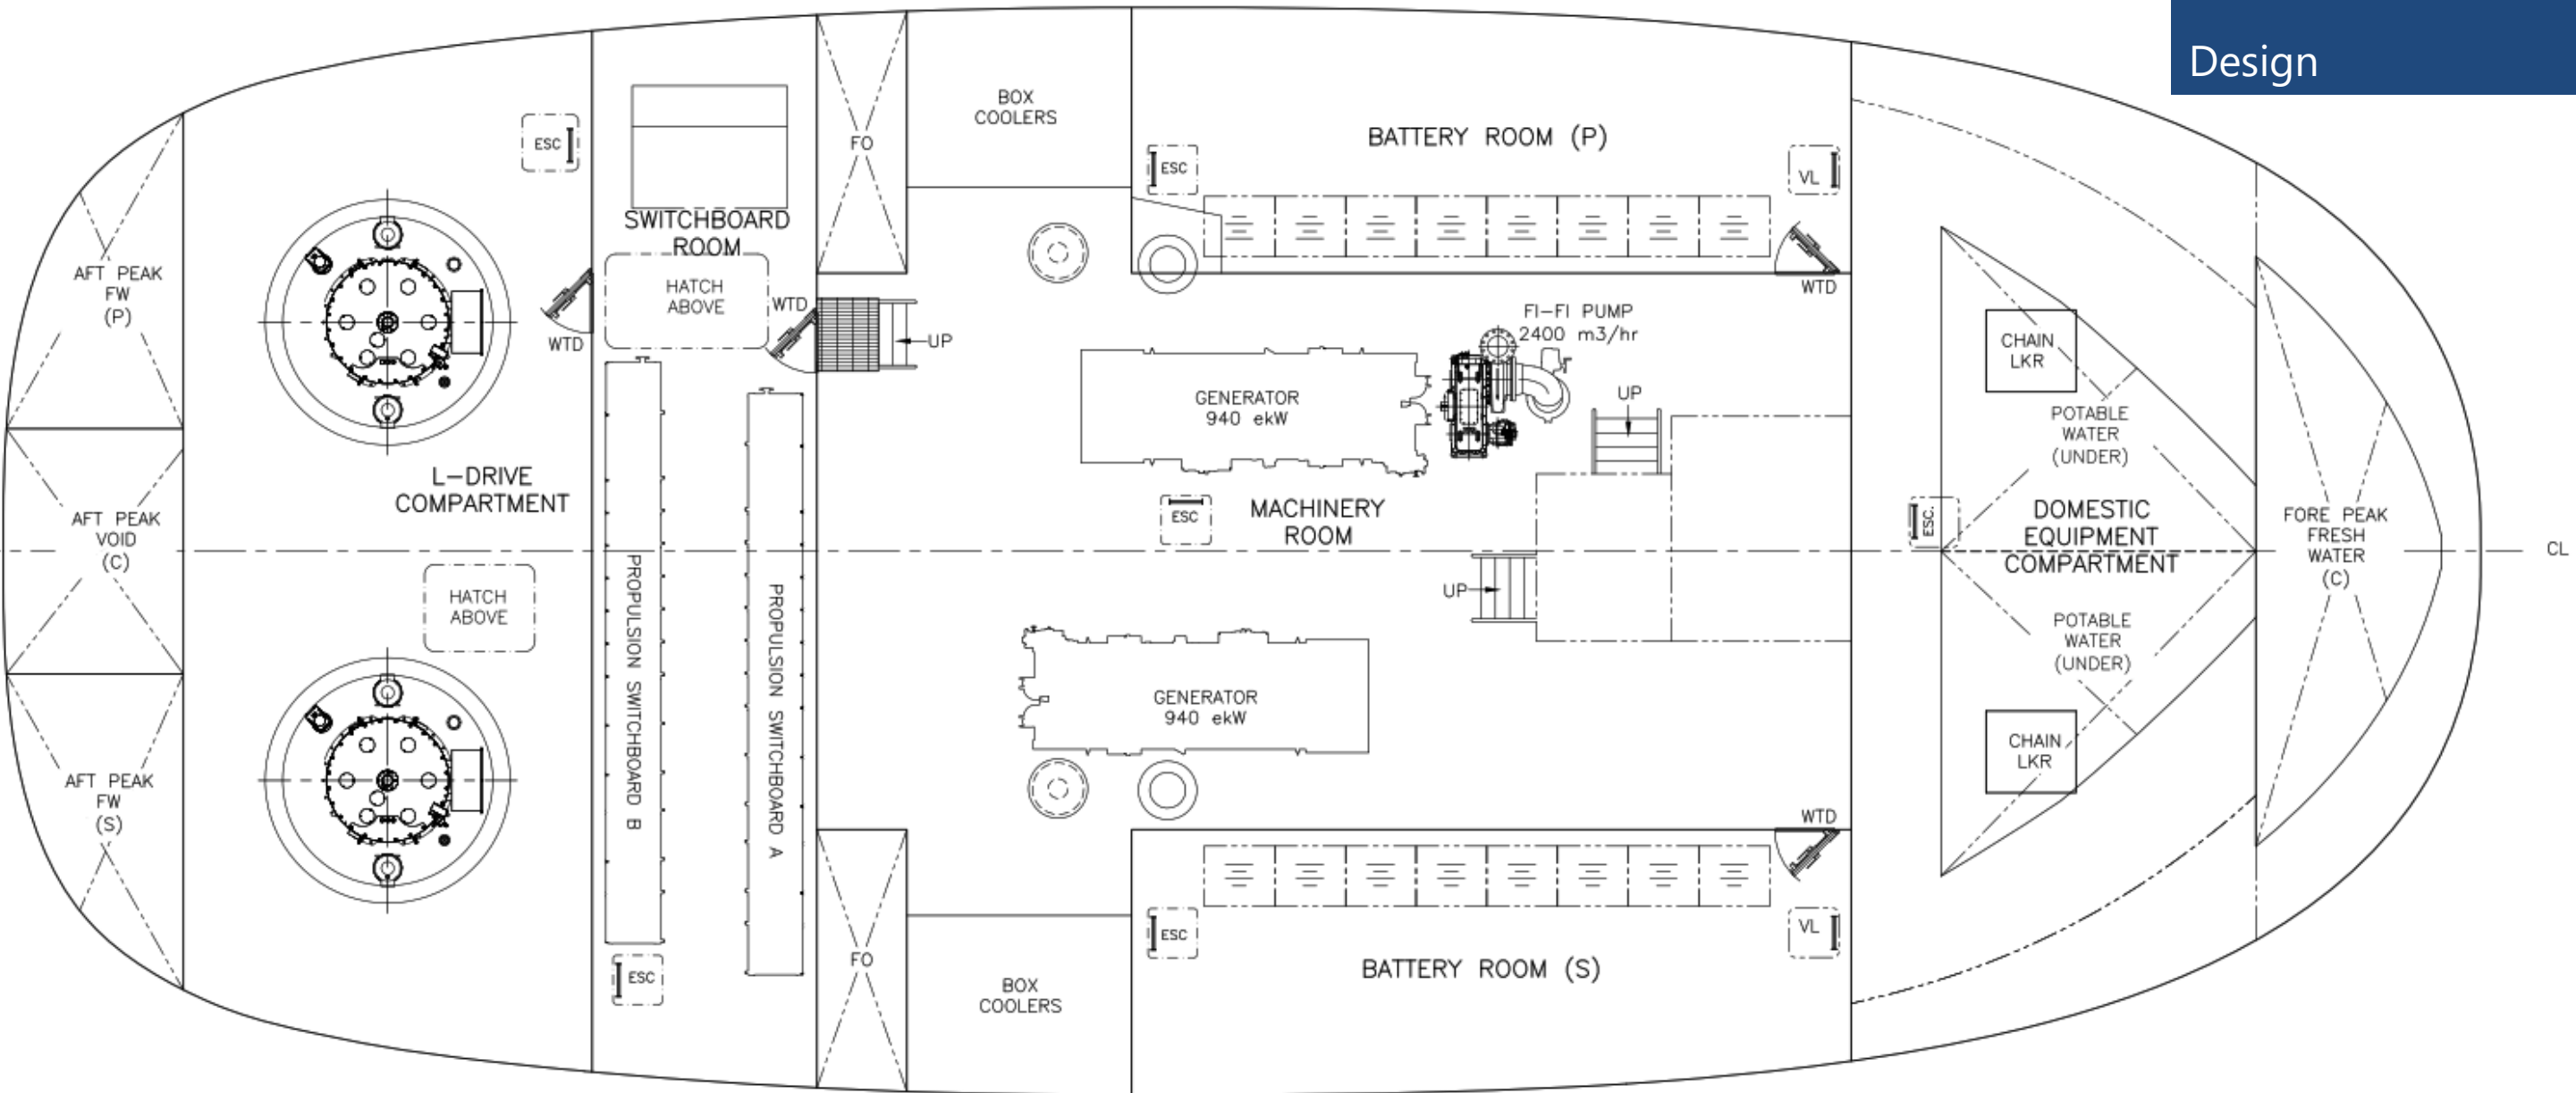 Design
BOX
COOLERS
BATTERY ROOM (P)
FO
ESC
ESC
VL
SWITCHBOARD
ROOM
AFT PEAK
FW
(P)
HATCH
ABOVE
WTD
WTD
WTD
UP
FI-FI PUMP
2400 m3/hr
CHAIN
LKR
GENERATOR
940 ekW
UP
POTABLE
WATER
(UNDER)
L-DRIVE
COMPARTMENT
AFT PEAK
VOID
(C)
ESC
MACHINERY
ROOM
ESC.
DOMESTIC
EQUIPMENT
COMPARTMENT
FORE PEAK
FRESH
WATER
(C)
CL
HATCH
ABOVE
PROPULSION SWITCHBOARD B
PROPULSION SWITCHBOARD A
UP
POTABLE
WATER
(UNDER)
GENERATOR
940 ekW
CHAIN
LKR
AFT PEAK
FW
(S)
WTD
ESC
FO
ESC
VL
BATTERY ROOM (S)
BOX
COOLERS